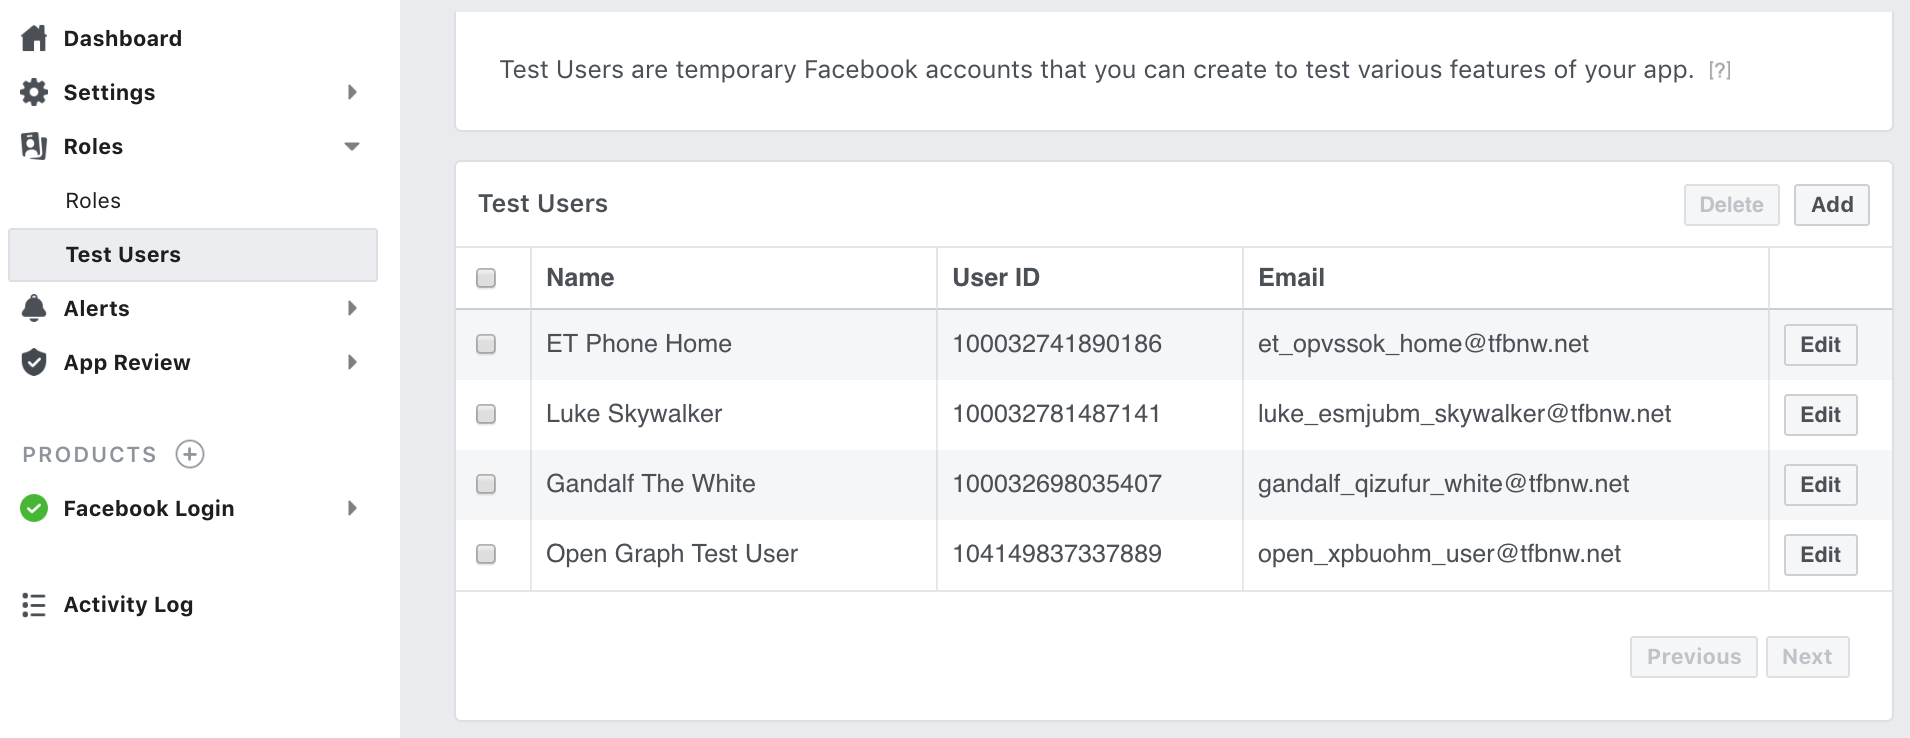 Dashboard
Settings
Roles
Roles
Test Users
Alerts
App Review
PRODUCTS
Facebook Login
Activity Log
Test Users are temporary Facebook accounts that you can create to test various features of your app. [?]
Test Users Delete Add
Name User ID Email
ET Phone Home 100032741890186 et_opvssok_home@tfbnw.net Edit
Luke Skywalker 100032781487141 luke_esmjubm_skywalker@tfbnw.net Edit
Gandalf The White 100032698035407 gandalf_qizufur_white@tfbnw.net Edit
Open Graph Test User 104149837337889 open_xpbuohm_user@tfbnw.net Edit
Previous Next